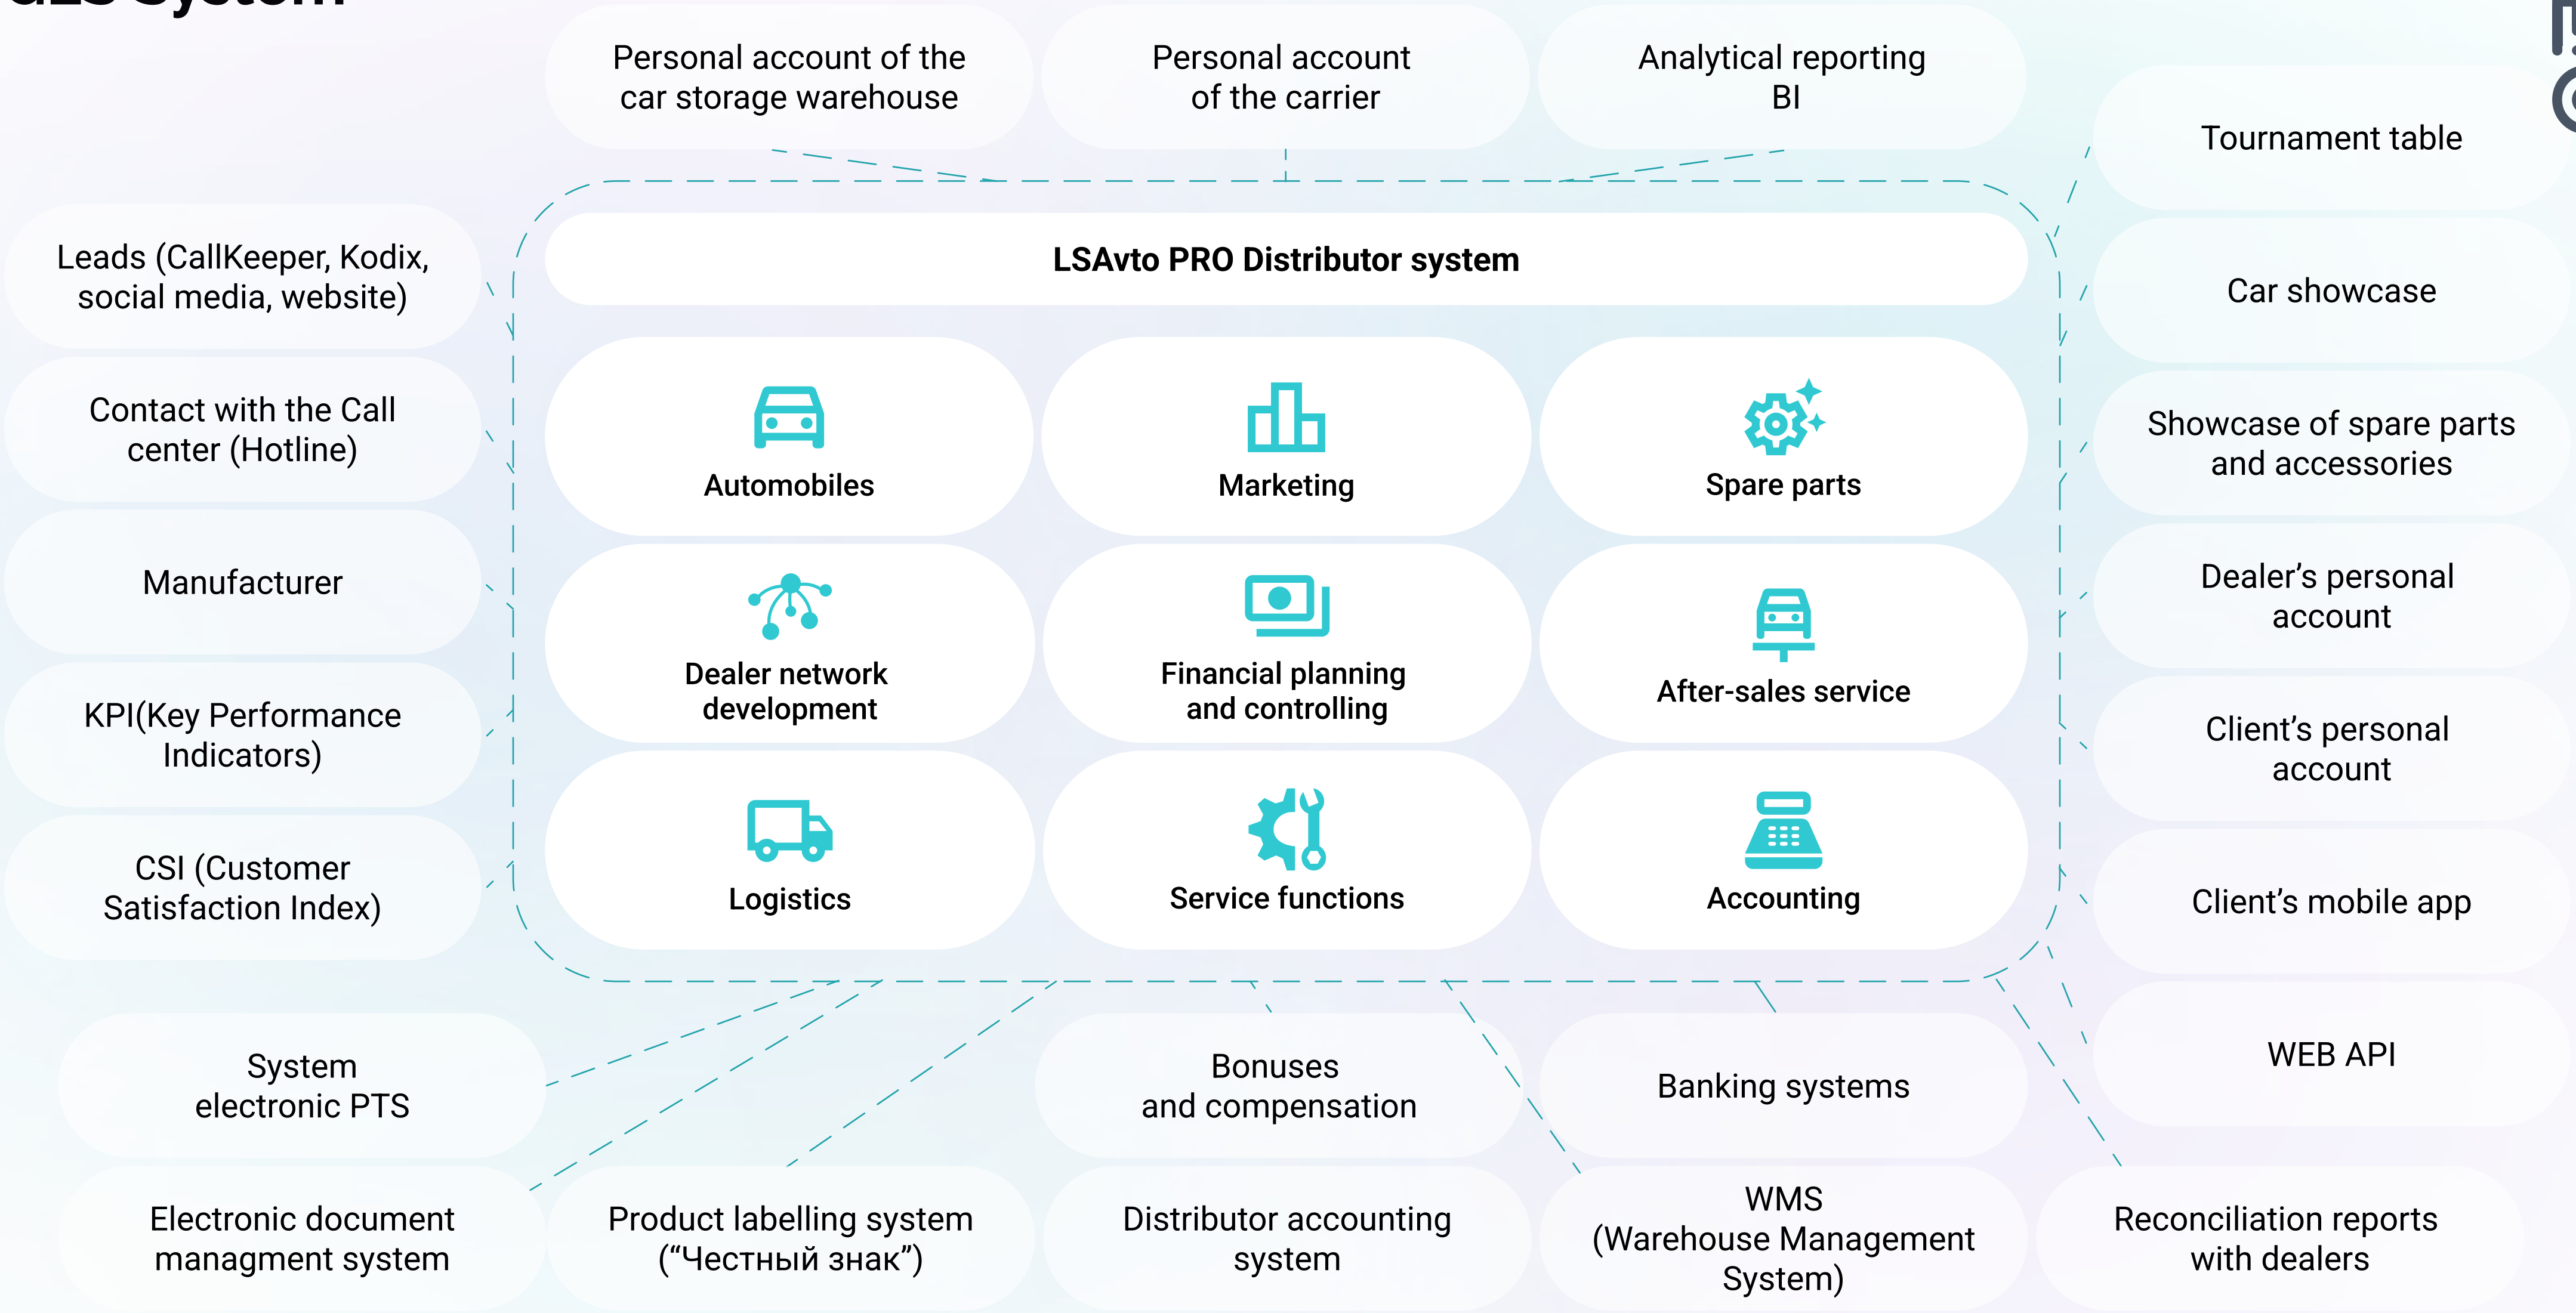 System
Personal account of the
car storage warehouse
Personal account
of the carrier
Analytical reporting
BI
Tournament table
Leads (CallKeeper, Kodix,
social media, website)
LSAvto PRO Distributor system
Car showcase
Contact with the Call
center (Hotline)
Automobiles
Marketing
Spare parts
Showcase of spare parts
and accessories
Manufacturer
Dealer network
development
Financial planning
and controlling
After-sales service
Dealer’s personal
account
KPI(Key Performance
Indicators)
Client’s personal
account
CSI (Customer
Satisfaction Index)
Logistics
Service functions
Accounting
Client’s mobile app
System
electronic PTS
Bonuses
and compensation
Banking systems
WEB API
Electronic document
managment system
Product labelling system
(“Честный знак”)
Distributor accounting
system
WMS
(Warehouse Management
System)
Reconciliation reports
with dealers